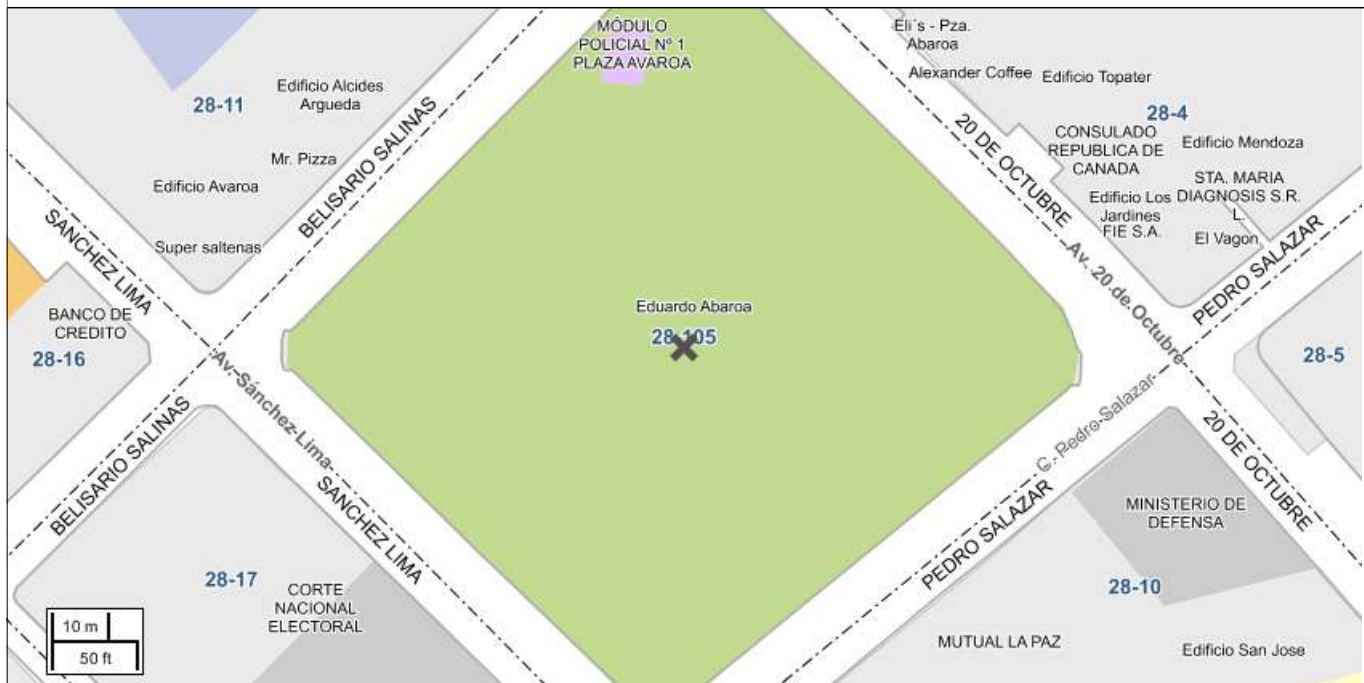 MÓDULO
POLICIAL Nº 1
PLAZA AVAROA
Eli´s - Pza.
Abaroa
Alexander Coffee
Edificio Topater
28-4
Edificio Alcides
Argueda
28-11
BELISARIO SALINAS
20 DE OCTUBRE
CONSULADO
REPUBLICA DE
CANADA
Edificio Mendoza
Mr. Pizza
Edificio Avaroa
STA. MARIA
DIAGNOSIS S.R.
L.
Edificio Los
Jardines
FIE S.A.
El Vagon
SANCHEZ LIMA
Super saltenas
Av. 20 de Octubre
PEDRO SALAZAR
BANCO DE
CREDITO
28-16
Eduardo Abaroa
28-105
28-5
Av. Sánchez Lima
C. Pedro Salazar
BELISARIO SALINAS
SANCHEZ LIMA
20 DE OCTUBRE
PEDRO SALAZAR
MINISTERIO DE
DEFENSA
28-17
28-10
CORTE
NACIONAL
ELECTORAL
MUTUAL LA PAZ
Edificio San Jose
10 m
50 ft